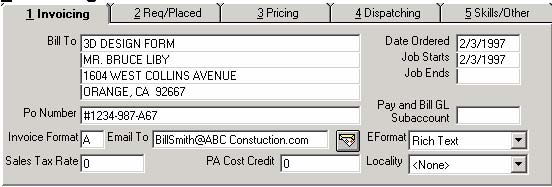 1 Invoicing 2 Req/Placed 3 Pricing 4 Dispatching 5 Skills/Other
Bill To 3D DESIGN FORM Date Ordered 2/3/1997
MR. BRUCE LIBY Job Starts 2/3/1997
1604 WEST COLLINS AVENUE Job Ends
ORANGE, CA 92667
Po Number #1234-987-A67 Pay and Bill GL Subaccount
Invoice Format A Email To BillSmith@ABC Constuction.com EFormat Rich Text
Sales Tax Rate 0 PA Cost Credit 0 Locality <None>